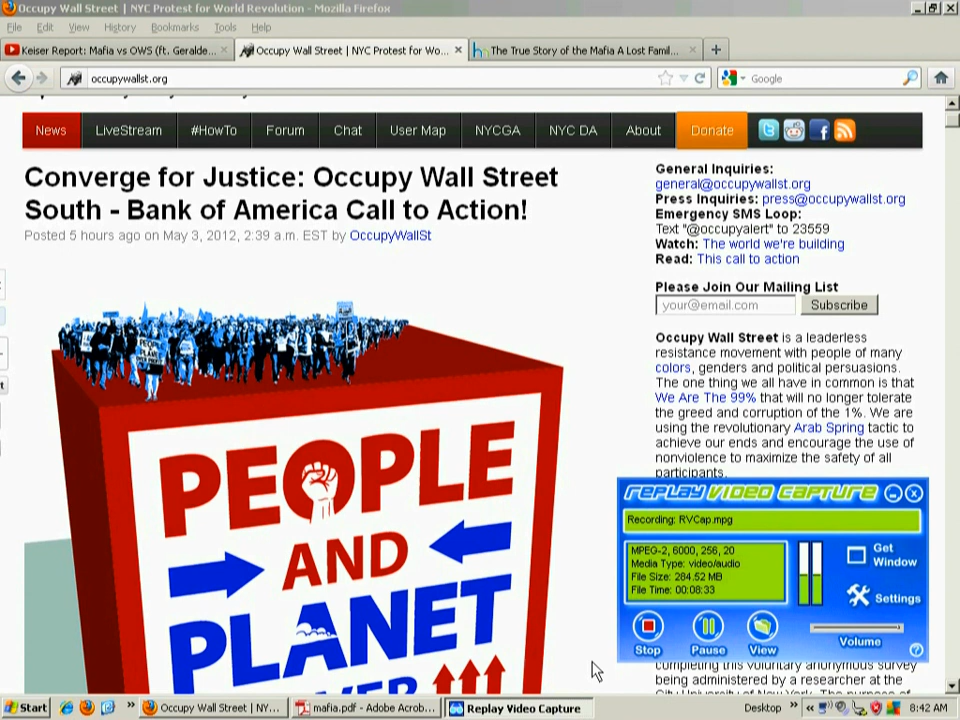 Occupy Wall Street | NYC Protest for World Revolution - Mozilla Firefox
File Edit View History Bookmarks Tools Help
Keiser Report: Mafia vs OWS (ft. Geralde... × Occupy Wall Street | NYC Protest for Wo... × The True Story of the Mafia A Lost Famil... × +
occupywallst.org Google
News LiveStream #HowTo Forum Chat User Map NYCGA NYC DA About Donate
Converge for Justice: Occupy Wall Street
South - Bank of America Call to Action!
Posted 5 hours ago on May 3, 2012, 2:39 a.m. EST by OccupyWallSt
PEOPLE
AND
PLANET
OVER
General Inquiries:
general@occupywallst.org
Press Inquiries: press@occupywallst.org
Emergency SMS Loop:
Text "@occupyalert" to 23559
Watch: The world we're building
Read: This call to action
Please Join Our Mailing List
your@email.com Subscribe
Occupy Wall Street is a leaderless
resistance movement with people of many
colors, genders and political persuasions.
The one thing we all have in common is that
We Are The 99% that will no longer tolerate
the greed and corruption of the 1%. We are
using the revolutionary Arab Spring tactic to
achieve our ends and encourage the use of
nonviolence to maximize the safety of all
participants.
REPLAY VIDEO CAPTURE
Recording: RVCap.mpg
MPEG-2, 6000, 256, 20
Media Type: video/audio
File Size: 284.52 MB
File Time: 00:08:33
Get
Window
Settings
Stop Pause View Volume
completing this voluntary anonymous survey
being administered by a researcher at the
Start Occupy Wall Street | NY... mafia.pdf - Adobe Acrob... Replay Video Capture Desktop 8:42 AM